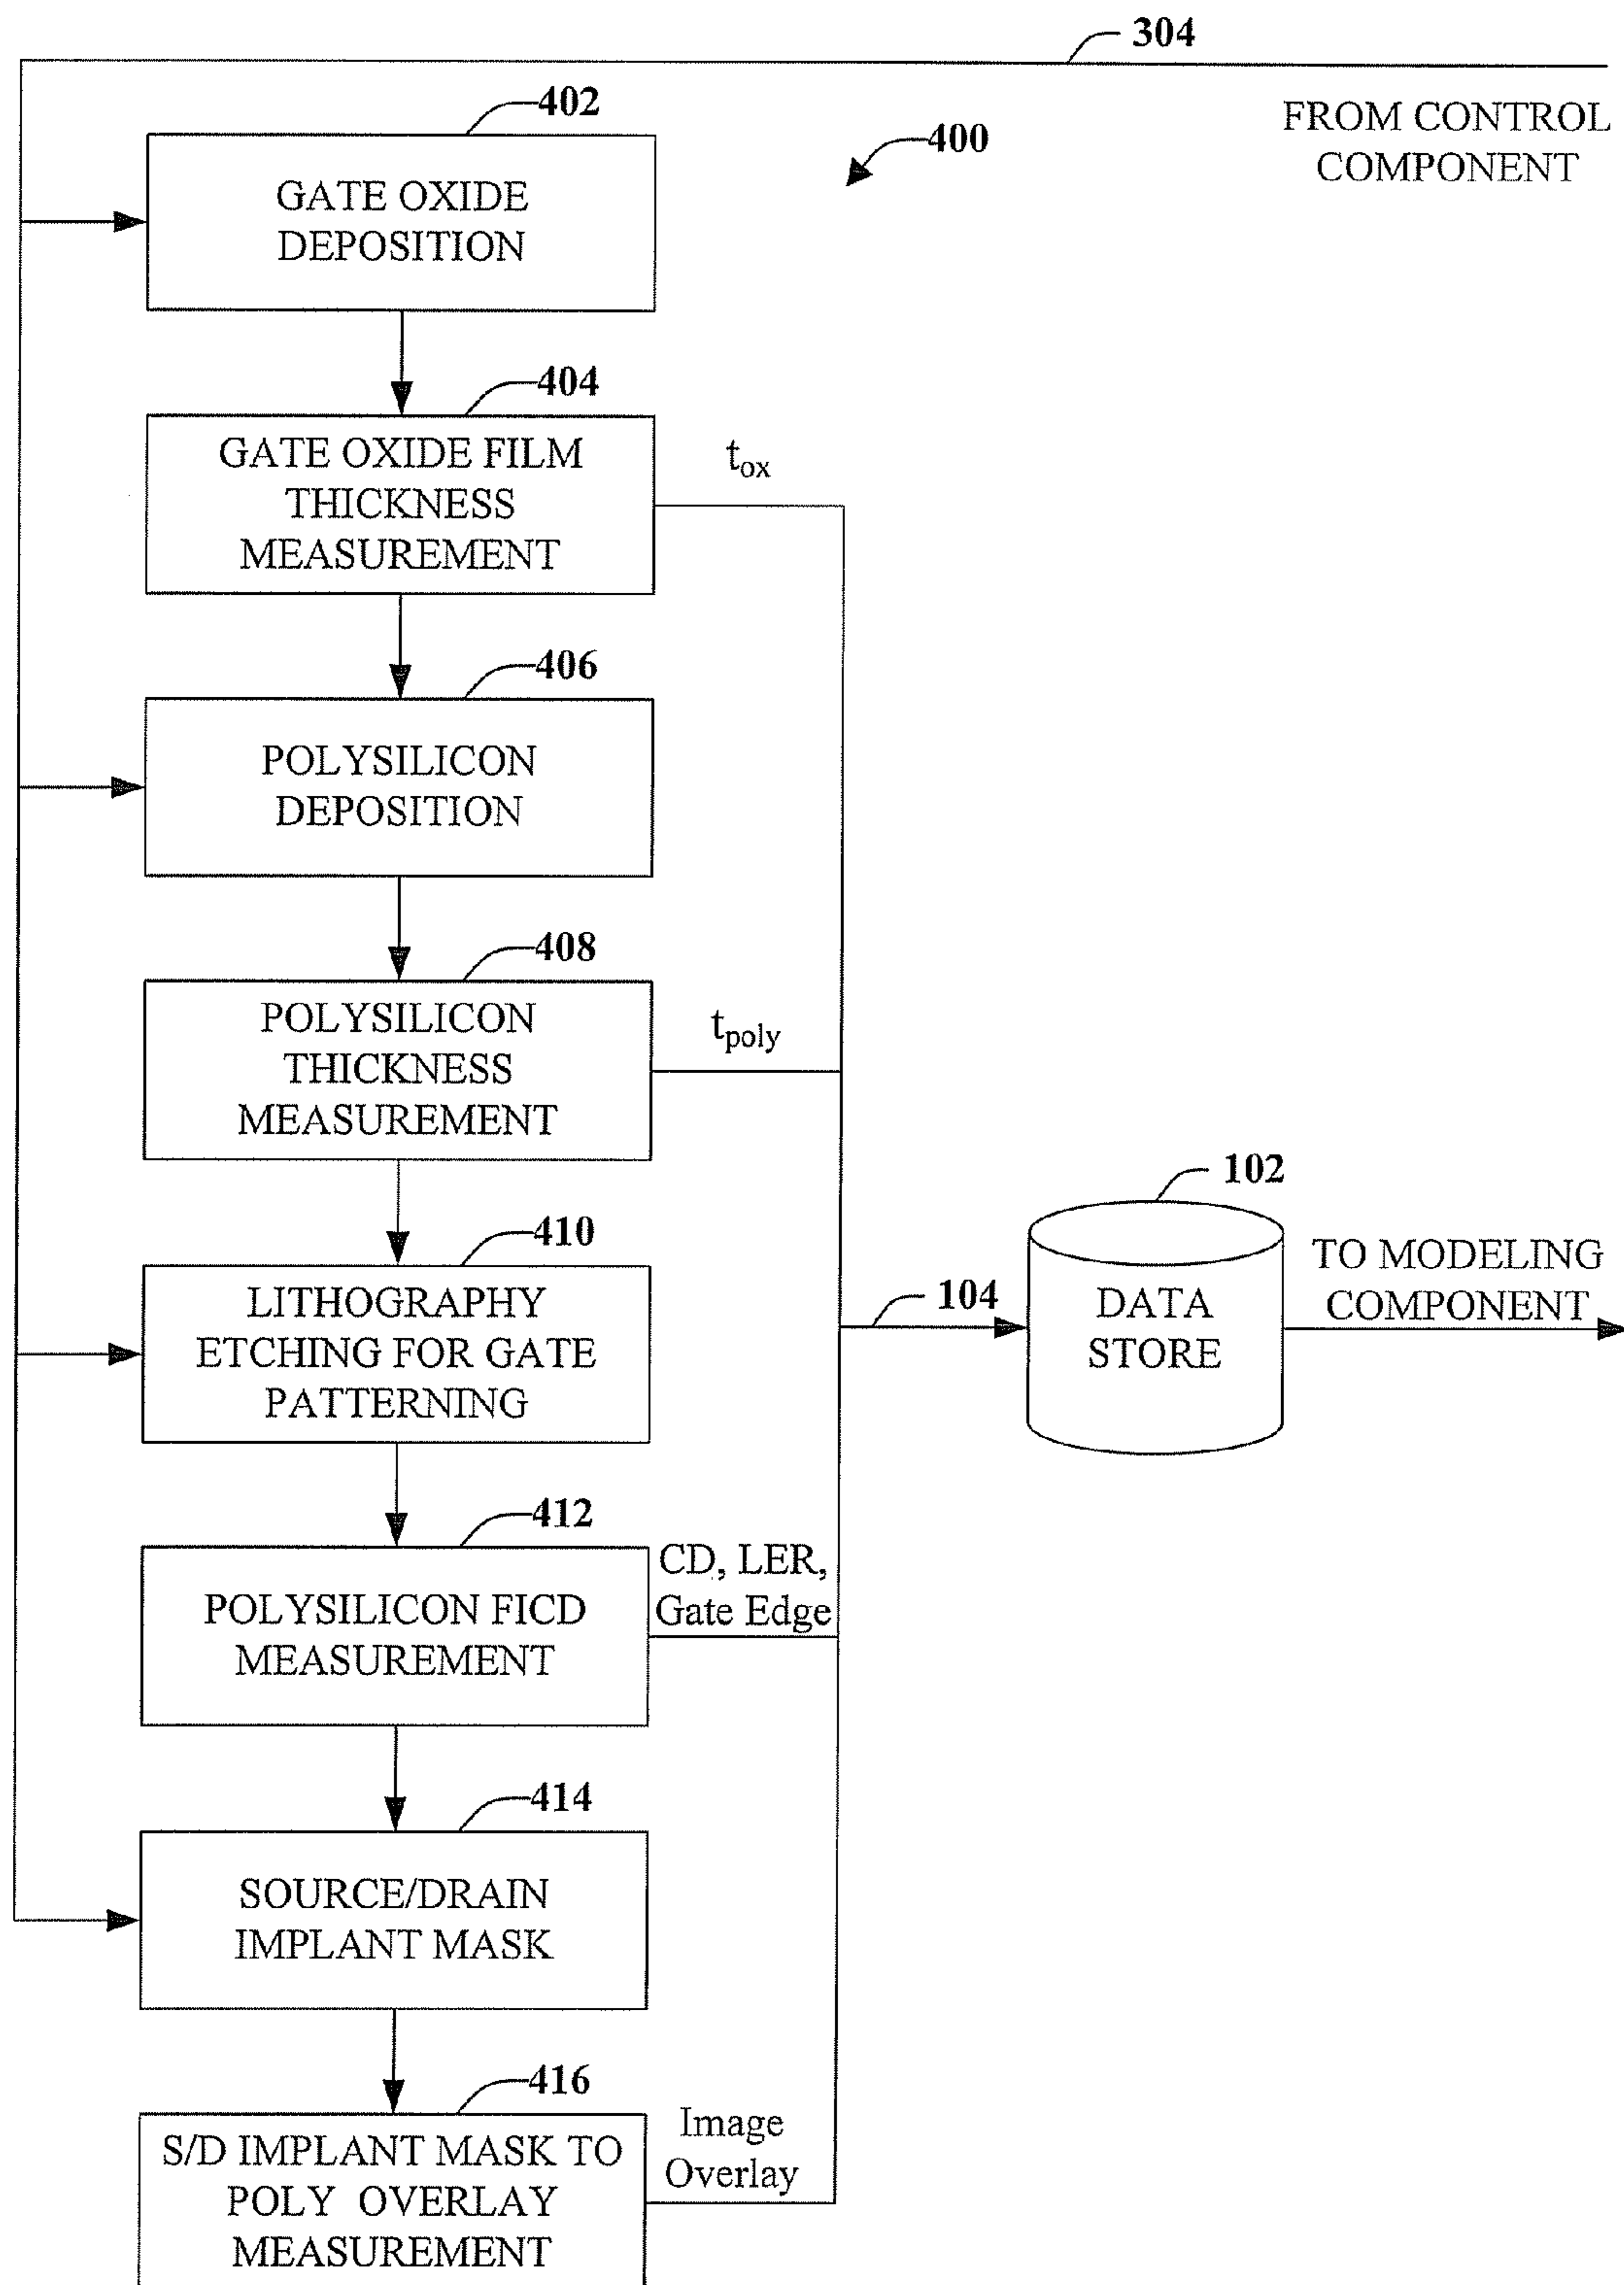 304
FROM CONTROL
COMPONENT
402
400
GATE OXIDE
DEPOSITION
404
GATE OXIDE FILM
THICKNESS
MEASUREMENT
tox
406
POLYSILICON
DEPOSITION
408
POLYSILICON
THICKNESS
MEASUREMENT
tpoly
410
LITHOGRAPHY
ETCHING FOR GATE
PATTERNING
102
104
DATA
STORE
TO MODELING
COMPONENT
412
POLYSILICON FICD
MEASUREMENT
CD, LER,
Gate Edge
414
SOURCE/DRAIN
IMPLANT MASK
416
S/D IMPLANT MASK TO
POLY OVERLAY
MEASUREMENT
Image
Overlay